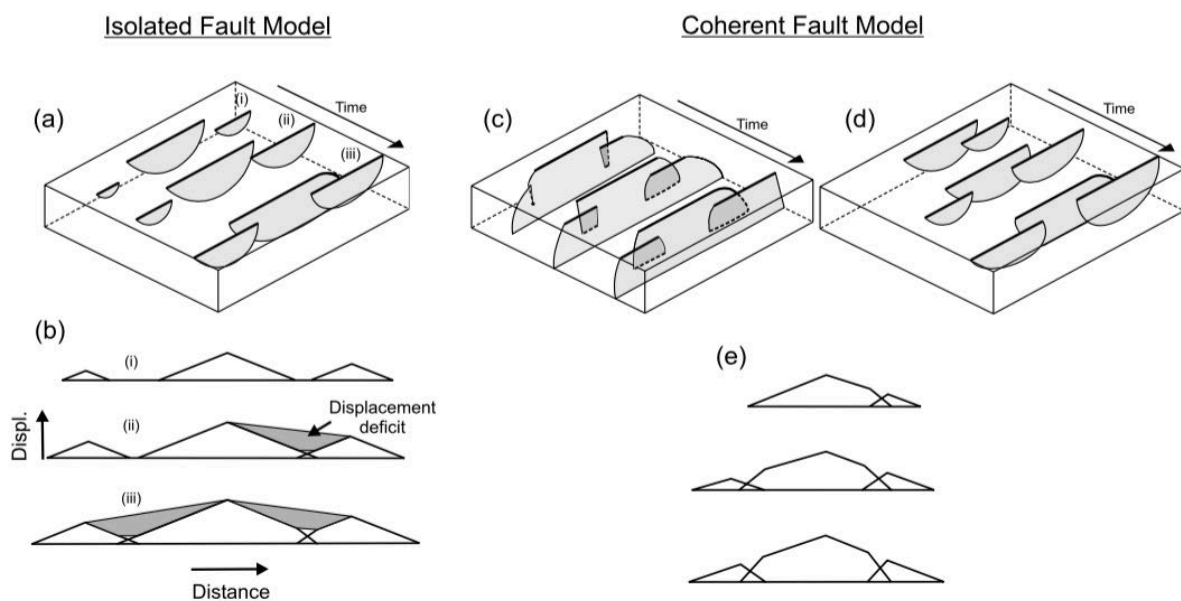 Isolated Fault Model
Coherent Fault Model
(a)
(i)
(ii)
(iii)
Time
(c)
Time
(d)
Time
(b)
(i)
Displ.
(ii)
Displacement
deficit
(iii)
Distance
(e)